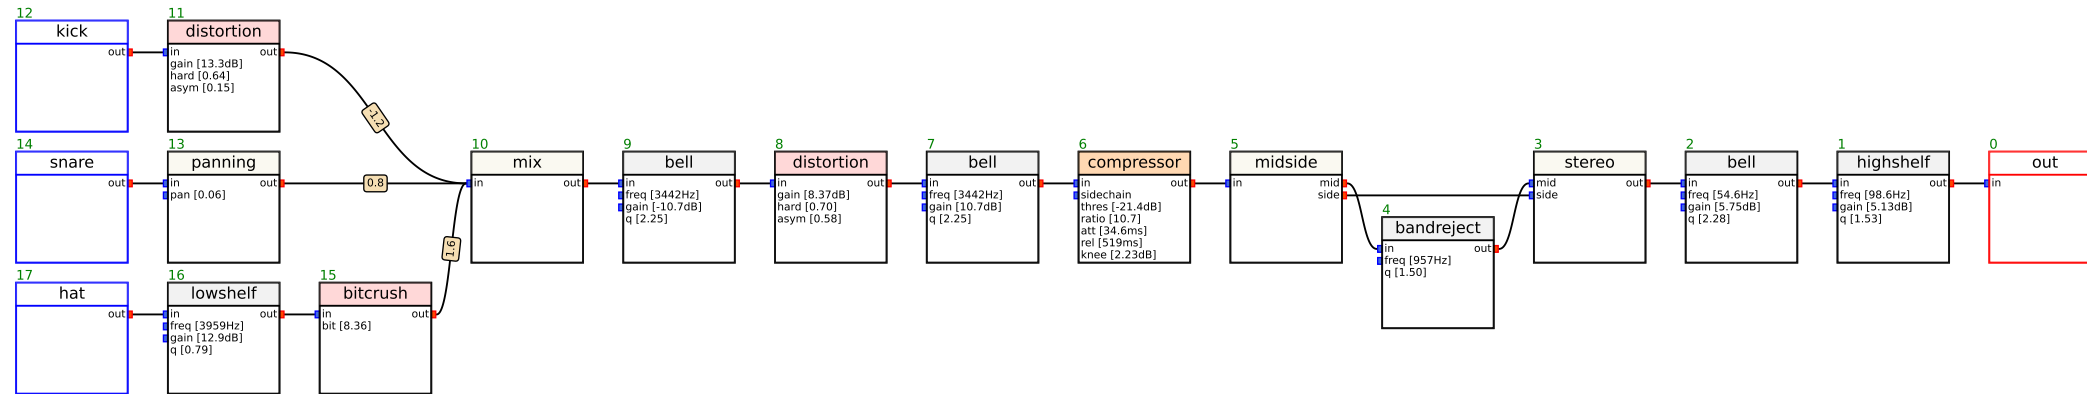 12
kick
out
11
distortion
in out
gain [13.3dB]
hard [0.64]
asym [0.15]
-1.2
14
snare
out
13
panning
in out
pan [0.06]
0.8
17
hat
out
16
lowshelf
in out
freq [3959Hz]
gain [12.9dB]
q [0.79]
15
bitcrush
in out
bit [8.36]
1.6
10
mix
in out
9
bell
in out
freq [3442Hz]
gain [-10.7dB]
q [2.25]
8
distortion
in out
gain [8.37dB]
hard [0.70]
asym [0.58]
7
bell
in out
freq [3442Hz]
gain [10.7dB]
q [2.25]
6
compressor
in out
sidechain
thres [-21.4dB]
ratio [10.7]
att [34.6ms]
rel [519ms]
knee [2.23dB]
5
midside
in mid
side
4
bandreject
in out
freq [957Hz]
q [1.50]
3
stereo
mid out
side
2
bell
in out
freq [54.6Hz]
gain [5.75dB]
q [2.28]
1
highshelf
in out
freq [98.6Hz]
gain [5.13dB]
q [1.53]
0
out
in